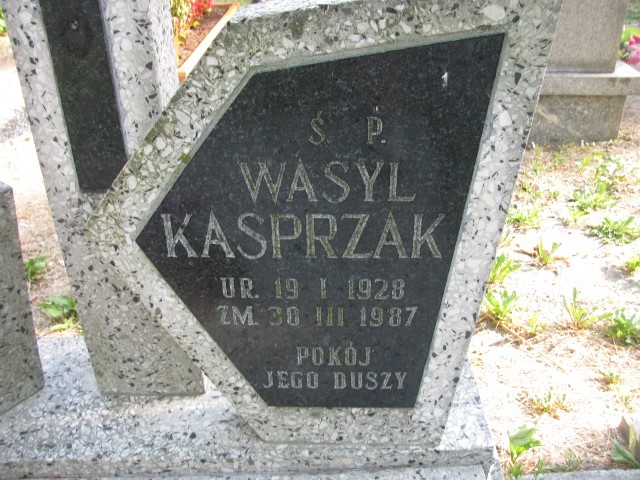 Ś. P.
WASYL
KASPRZAK
UR. 19 I 1928
ZM. 30 III 1987
POKÓJ
JEGO DUSZY